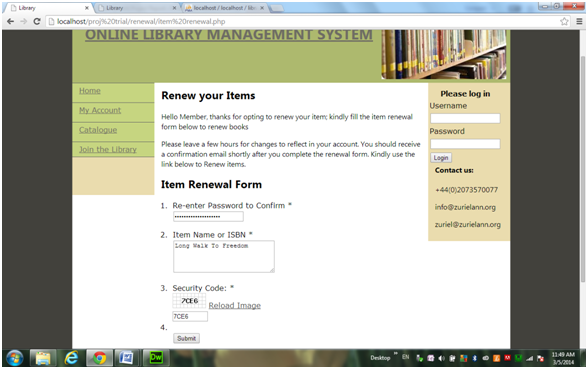 Library
Library
localhost / localhost / libr
localhost/proj%20trial/renewal/item%20renewal.php
ONLINE LIBRARY MANAGEMENT SYSTEM
Home
My Account
Catalogue
Join the Library
Renew your Items
Hello Member, thanks for opting to renew your item: kindly fill the item renewal
form below to renew books
Please leave a few hours for changes to reflect in your account. You should receive
a confirmation email shortly after you complete the renewal form. Kindly use the
link below to Renew items.
Item Renewal Form
1. Re-enter Password to Confirm *
••••••••••••••••••••
2. Item Name or ISBN *
Long Walk To Freedom
3. Security Code: *
7CE6
Reload Image
7CE6
4.
Submit
Please log in
Username
Password
Login
Contact us:
+44(0)2073570077
info@zurielann.org
zuriel@zurielann.org
Desktop
EN
11:49 AM
3/5/2014